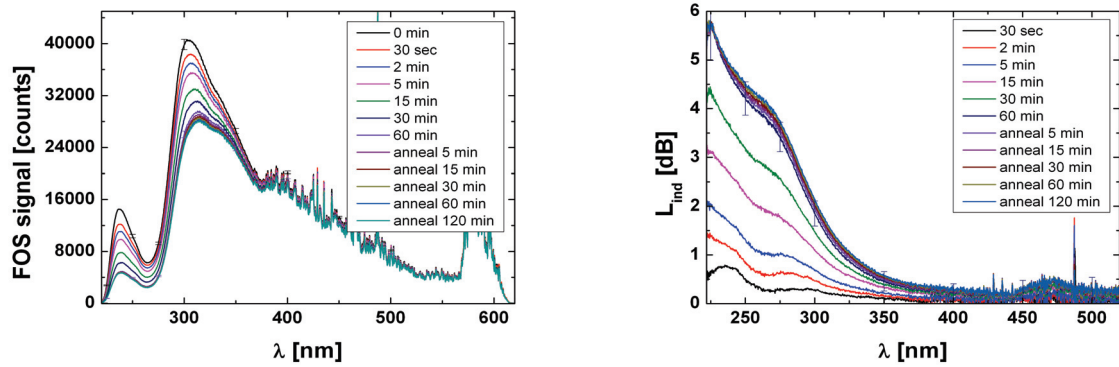 FOS signal [counts]
40000
32000
24000
16000
8000
0
300
400
500
600
λ [nm]
0 min
30 sec
2 min
5 min
15 min
30 min
60 min
anneal 5 min
anneal 15 min
anneal 30 min
anneal 60 min
anneal 120 min
Lind [dB]
6
5
4
3
2
1
0
250
300
350
400
450
500
λ [nm]
30 sec
2 min
5 min
15 min
30 min
60 min
anneal 5 min
anneal 15 min
anneal 30 min
anneal 60 min
anneal 120 min